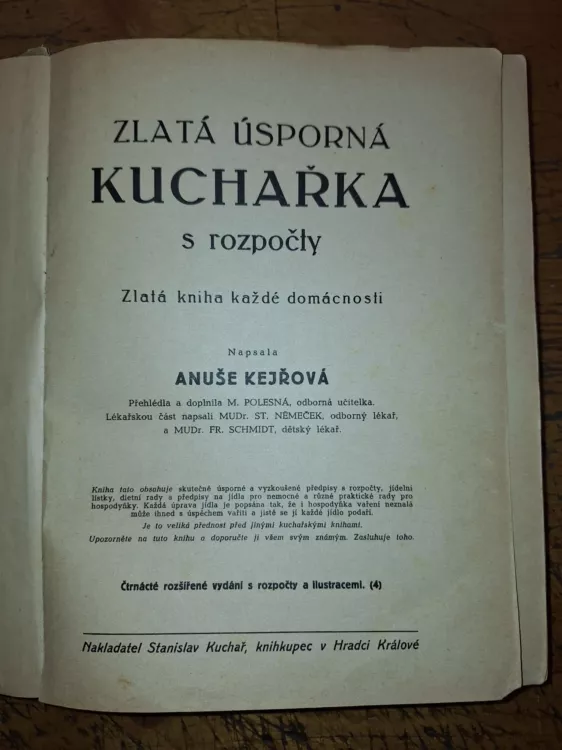 ZLATÁ ÚSPORNÁ
KUCHAŘKA
s rozpočty
Zlatá kniha každé domácnosti
Napsala
ANUŠE KEJŘOVÁ
Přehlédla a doplnila M. POLESNÁ, odborná učitelka.
Lékařskou část napsali MUDr. ST. NĚMEČEK, odborný lékař,
a MUDr. FR. SCHMIDT, dětský lékař.
Kniha tato obsahuje skutečně úsporné a vyzkoušené předpisy s rozpočty, jídelní
lístky, dietní rady a předpisy na jídla pro nemocné a různé praktické rady pro
hospodyňky. Každá úprava jídla je popsána tak, že i hospodyňka vaření neznalá
může ihned s úspěchem vařiti a jistě se jí každé jídlo podaří.
Je to veliká přednost před jinými kuchařskými knihami.
Upozorněte na tuto knihu a doporučte ji všem svým známým. Zasluhuje toho.
Čtrnácté rozšířené vydání s rozpočty a ilustracemi. (4)
Nakladatel Stanislav Kuchař, knihkupec v Hradci Králové